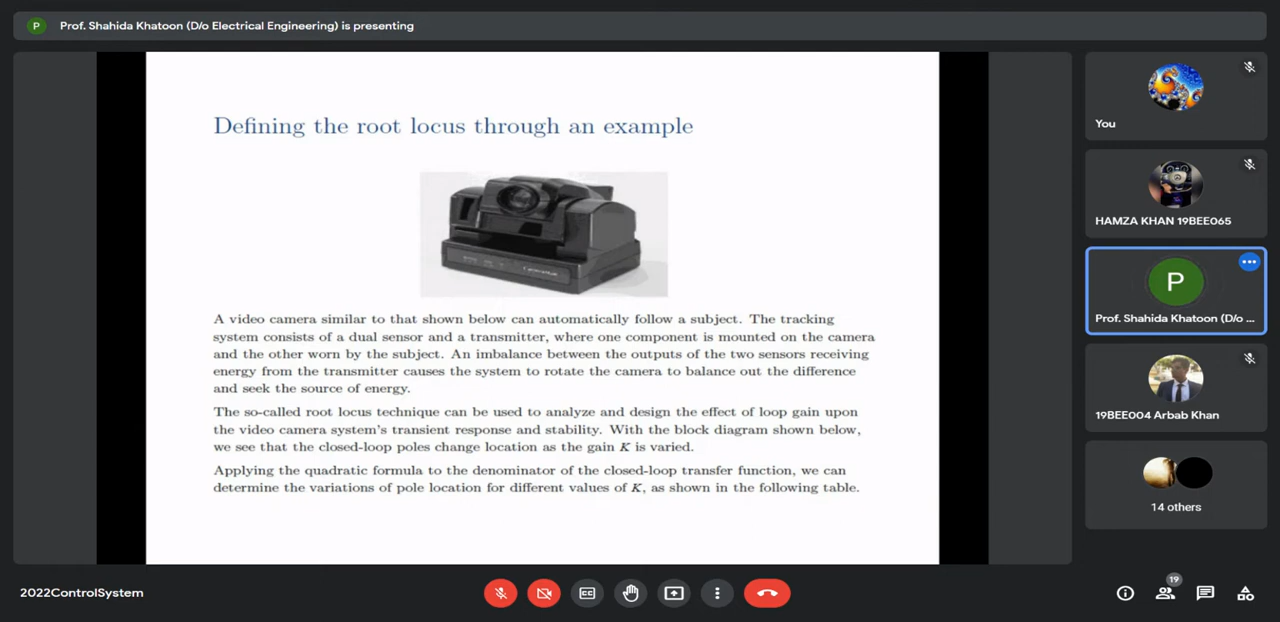 P
Prof. Shahida Khatoon (D/o Electrical Engineering) is presenting
Defining the root locus through an example
A video camera similar to that shown below can automatically follow a subject. The tracking
system consists of a dual sensor and a transmitter, where one component is mounted on the camera
and the other worn by the subject. An imbalance between the outputs of the two sensors receiving
energy from the transmitter causes the system to rotate the camera to balance out the difference
and seek the source of energy.
The so-called root locus technique can be used to analyze and design the effect of loop gain upon
the video camera system's transient response and stability. With the block diagram shown below,
we see that the closed-loop poles change location as the gain K is varied.
Applying the quadratic formula to the denominator of the closed-loop transfer function, we can
determine the variations of pole location for different values of K, as shown in the following table.
You
HAMZA KHAN 19BEE065
P
Prof. Shahida Khatoon (D/o ...
19BEE004 Arbab Khan
14 others
2022ControlSystem
CC
19